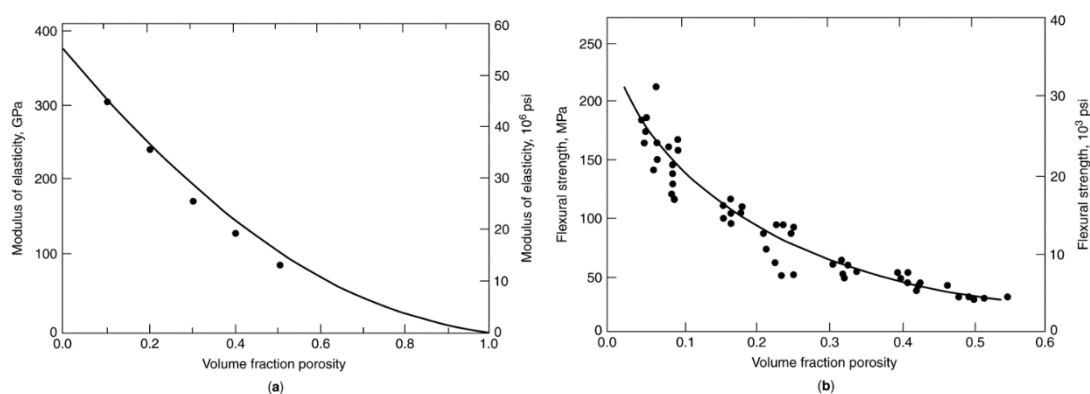 400
300
200
100
0
Modulus of elasticity, GPa
60
50
40
30
20
10
0
Modulus of elasticity, 10⁶ psi
0.0 0.2 0.4 0.6 0.8 1.0
Volume fraction porosity
(a)
250
200
150
100
50
0
Flexural strength, MPa
40
30
20
10
0
Flexural strength, 10³ psi
0.1 0.2 0.3 0.4 0.5 0.6
Volume fraction porosity
(b)